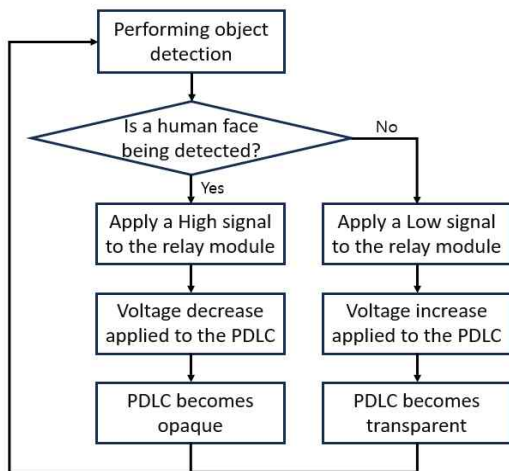 Performing object
detection
Is a human face
being detected?
No
Yes
Apply a High signal
to the relay module
Apply a Low signal
to the relay module
Voltage decrease
applied to the PDLC
Voltage increase
applied to the PDLC
PDLC becomes
opaque
PDLC becomes
transparent